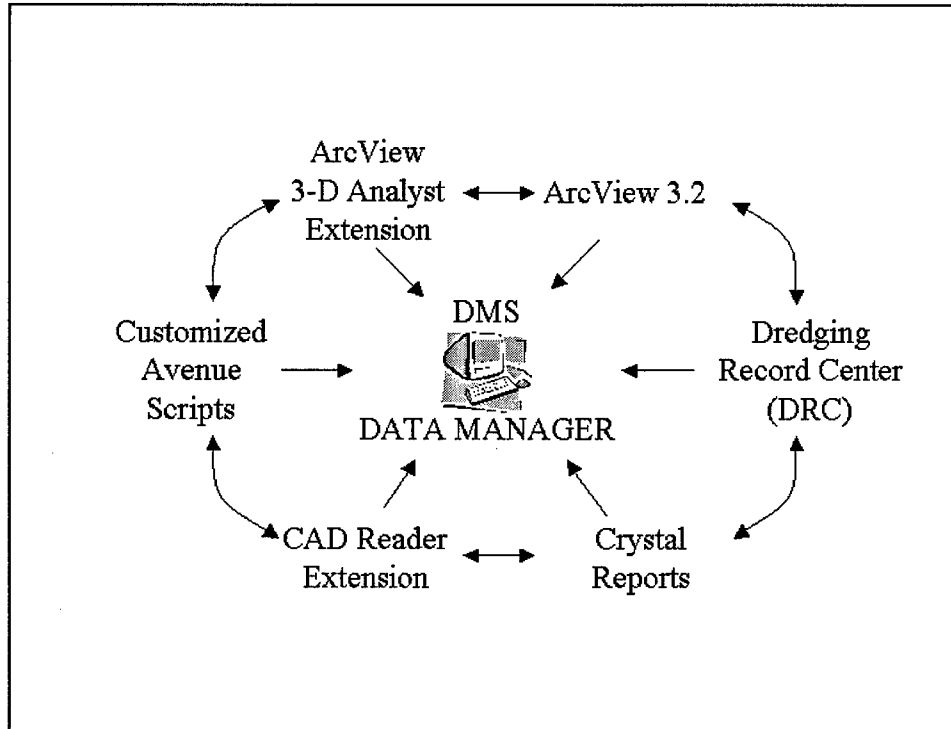 ArcView
3-D Analyst
Extension
ArcView 3.2
DMS
DATA MANAGER
Customized
Avenue
Scripts
Dredging
Record Center
(DRC)
CAD Reader
Extension
Crystal
Reports